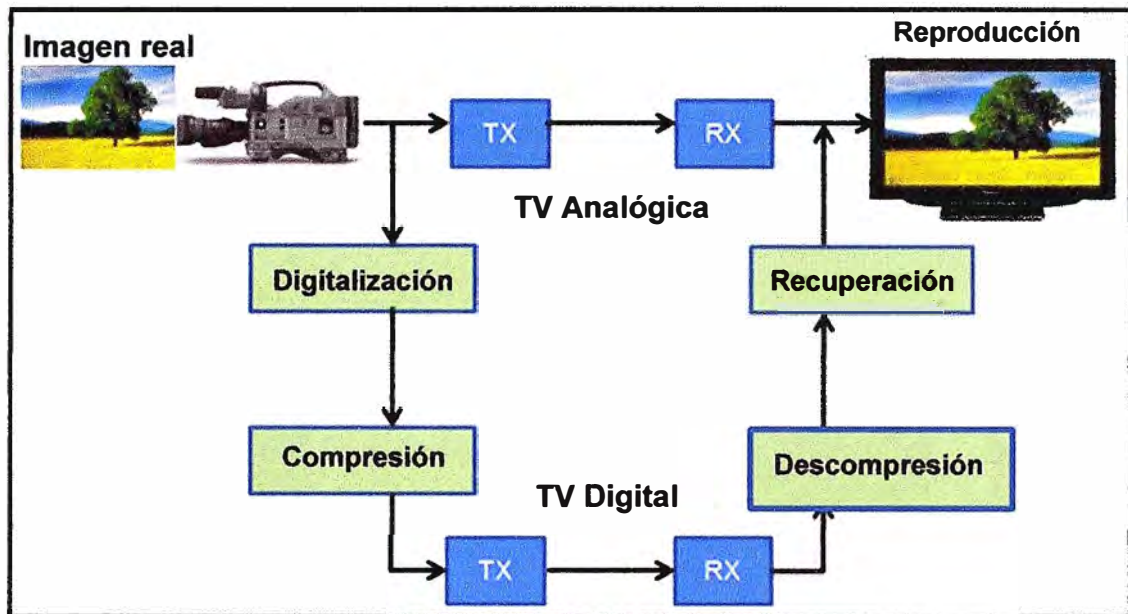 Imagen real
Reproducción
TX
RX
TV Analógica
Digitalización
Recuperación
Compresión
Descompresión
TV Digital
TX
RX